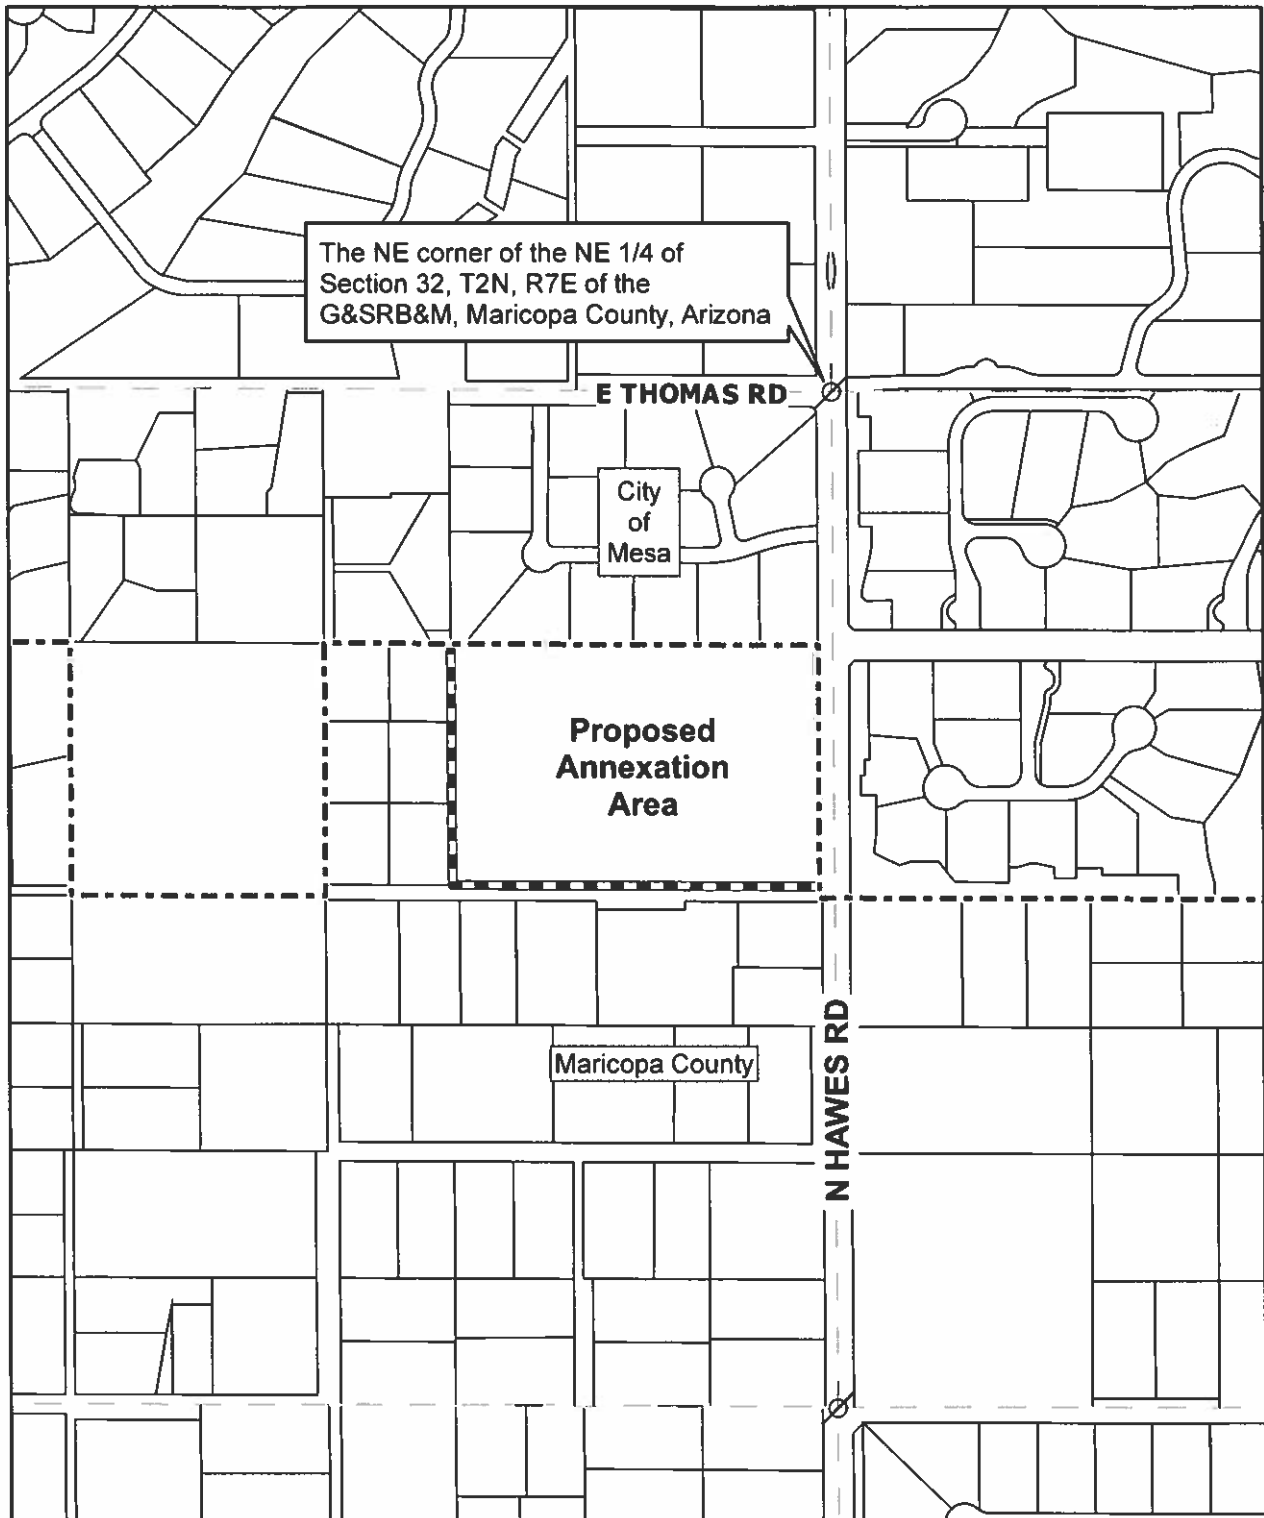 The NE corner of the NE 1/4 of
Section 32, T2N, R7E of the
G&SRB&M, Maricopa County, Arizona
E THOMAS RD
City
of
Mesa
Proposed
Annexation
Area
Maricopa County
N HAWES RD